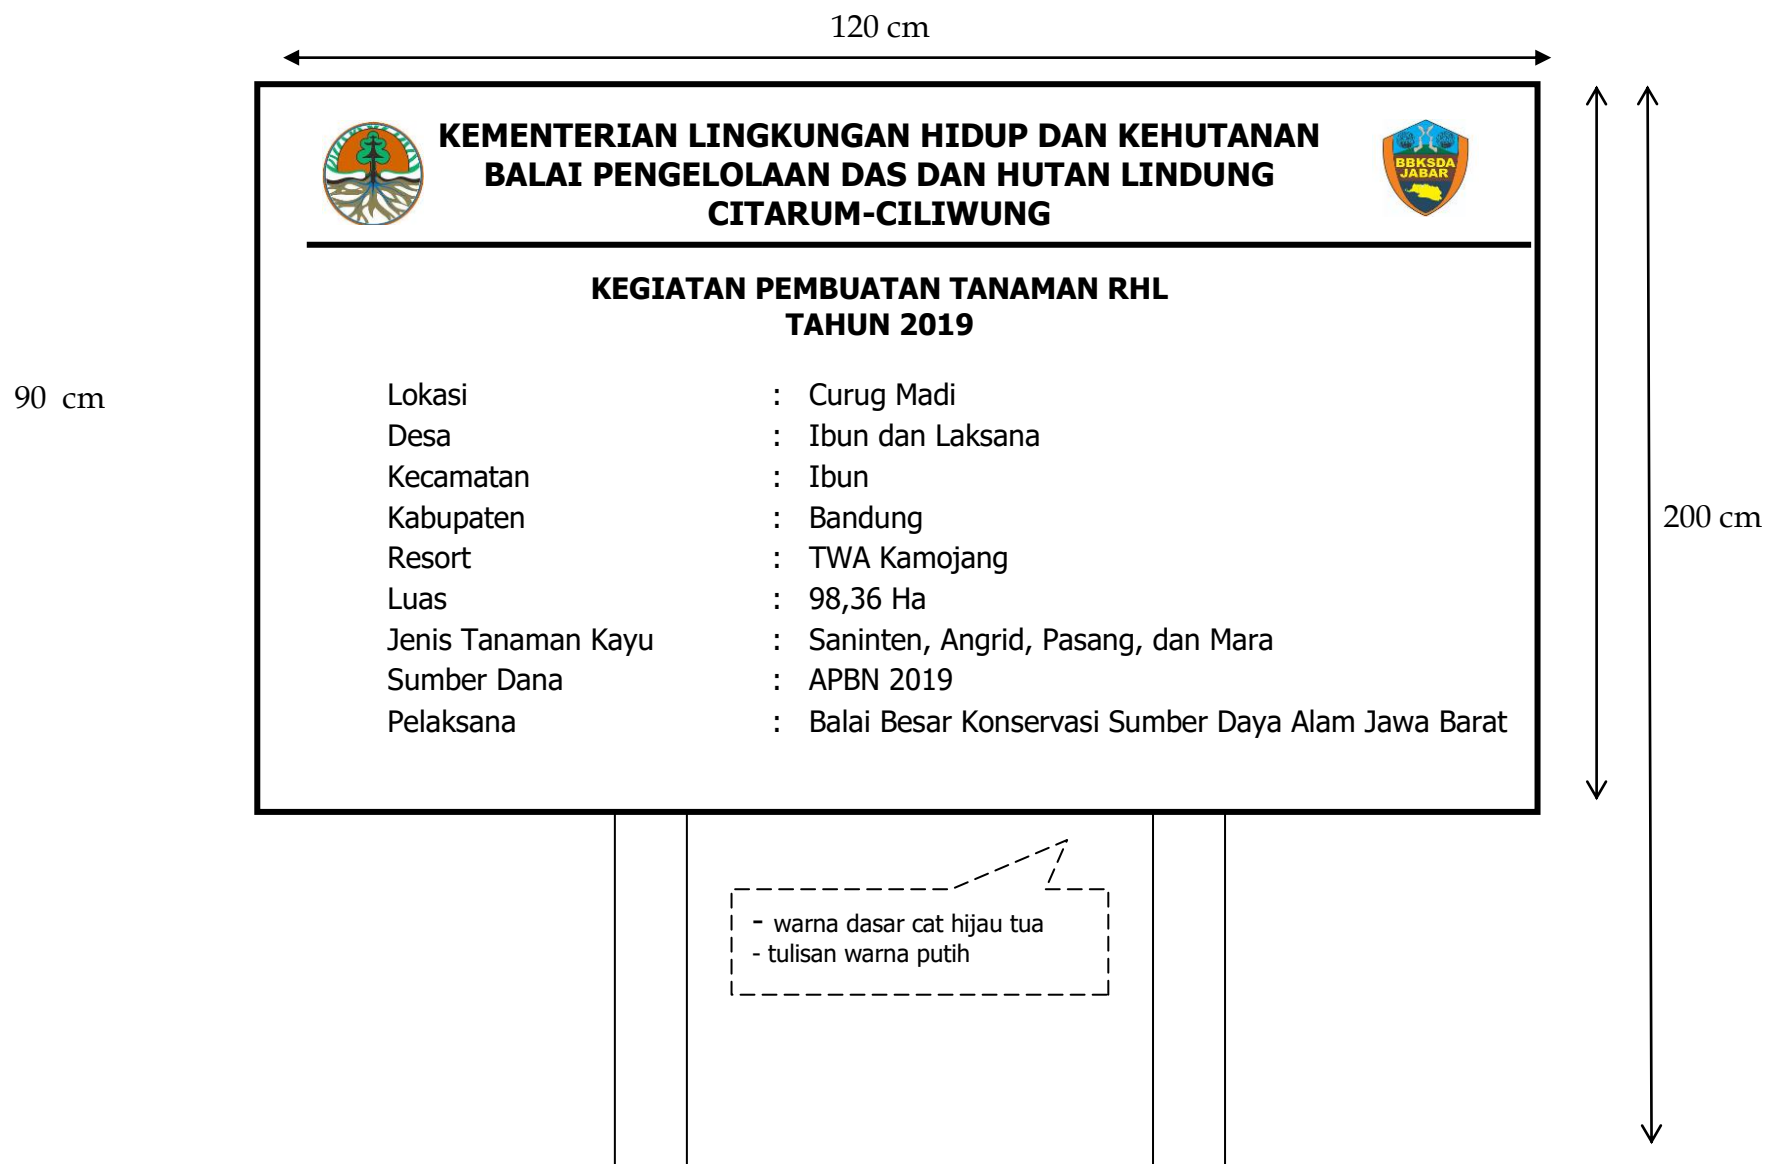 120 cm
KEMENTERIAN LINGKUNGAN HIDUP DAN KEHUTANAN
BALAI PENGELOLAAN DAS DAN HUTAN LINDUNG
CITARUM-CILIWUNG
BBKSDA
JABAR
KEGIATAN PEMBUATAN TANAMAN RHL
TAHUN 2019
90 cm
Lokasi : Curug Madi
Desa : Ibun dan Laksana
Kecamatan : Ibun
Kabupaten : Bandung
Resort : TWA Kamojang
Luas : 98,36 Ha
Jenis Tanaman Kayu : Saninten, Angrid, Pasang, dan Mara
Sumber Dana : APBN 2019
Pelaksana : Balai Besar Konservasi Sumber Daya Alam Jawa Barat
200 cm
- warna dasar cat hijau tua
- tulisan warna putih